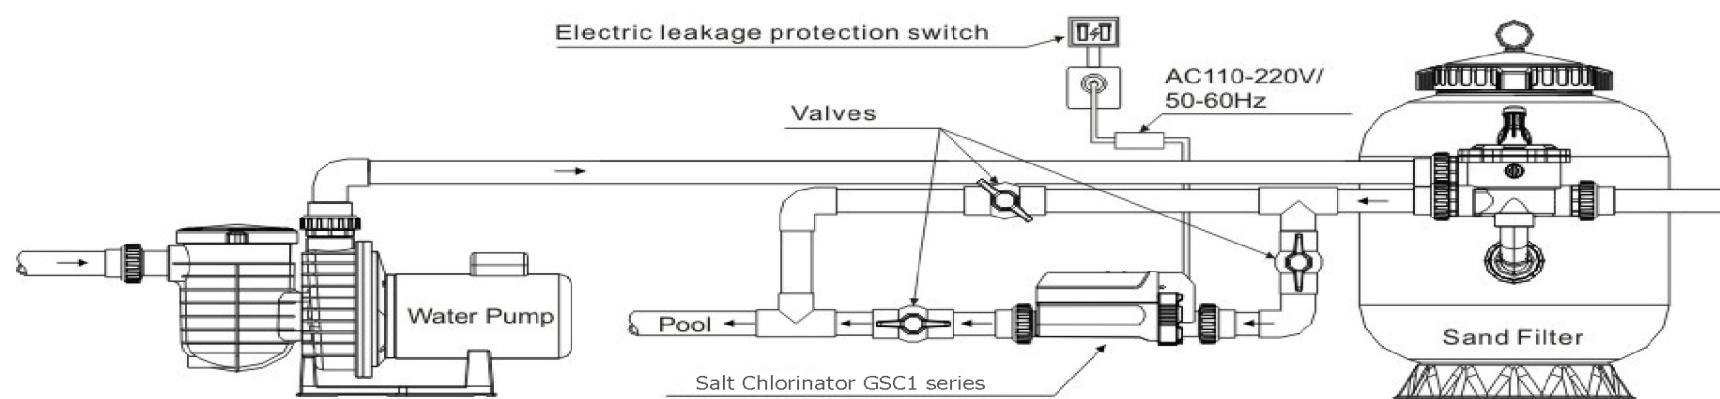 Electric leakage protection switch
AC110-220V/
50-60Hz
Valves
Water Pump
Pool
Sand Filter
Salt Chlorinator GSC1 series